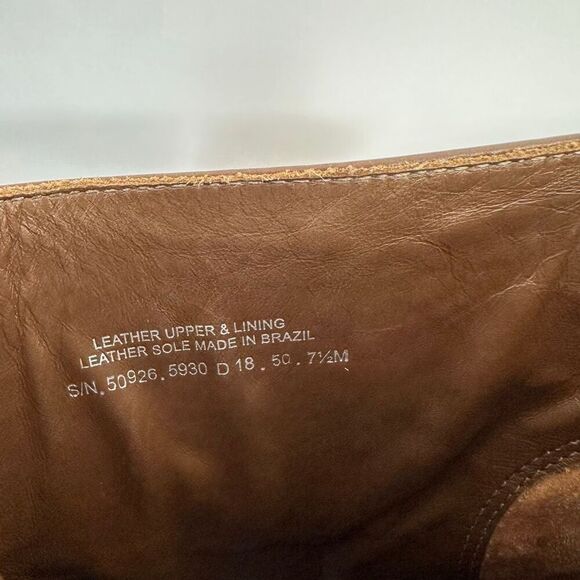 LEATHER UPPER & LINING
LEATHER SOLE MADE IN BRAZIL
S/N.50926.5930 D 18.50.7½M